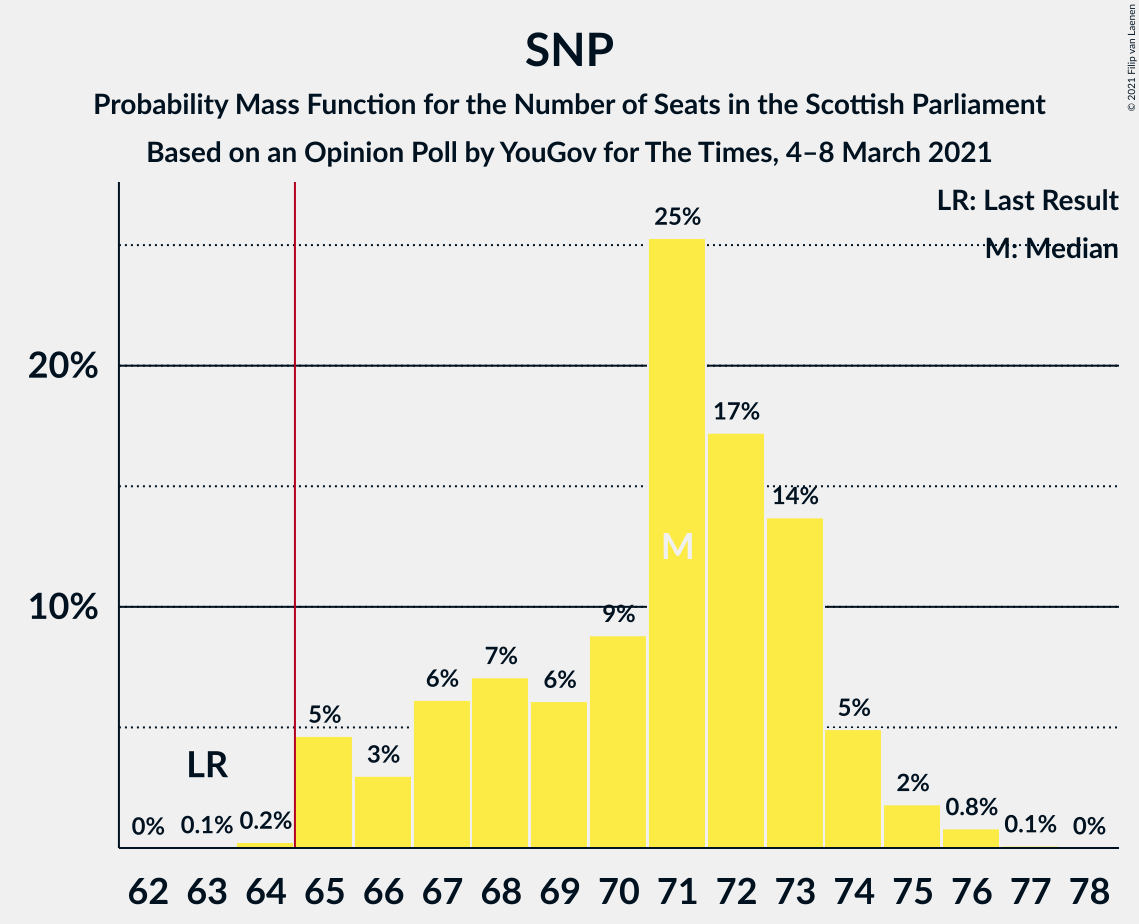 SNP
Probability Mass Function for the Number of Seats in the Scottish Parliament
Based on an Opinion Poll by YouGov for The Times, 4–8 March 2021
© 2021 Filip van Laenen
LR: Last Result
M: Median
20%
10%
0%
0.1%
0.2%
5%
3%
6%
7%
6%
9%
25%
17%
14%
5%
2%
0.8%
0.1%
0%
LR
M
62 63 64 65 66 67 68 69 70 71 72 73 74 75 76 77 78